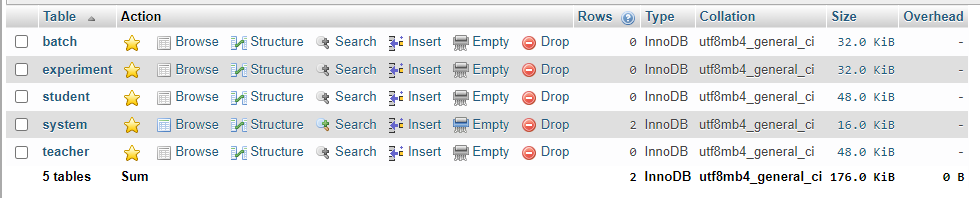 Table Action Rows Type Collation Size Overhead
batch Browse Structure Search Insert Empty Drop 0 InnoDB utf8mb4_general_ci 32.0 KiB -
experiment Browse Structure Search Insert Empty Drop 0 InnoDB utf8mb4_general_ci 32.0 KiB -
student Browse Structure Search Insert Empty Drop 0 InnoDB utf8mb4_general_ci 48.0 KiB -
system Browse Structure Search Insert Empty Drop 2 InnoDB utf8mb4_general_ci 16.0 KiB -
teacher Browse Structure Search Insert Empty Drop 0 InnoDB utf8mb4_general_ci 48.0 KiB -
5 tables Sum 2 InnoDB utf8mb4_general_ci 176.0 KiB 0 B